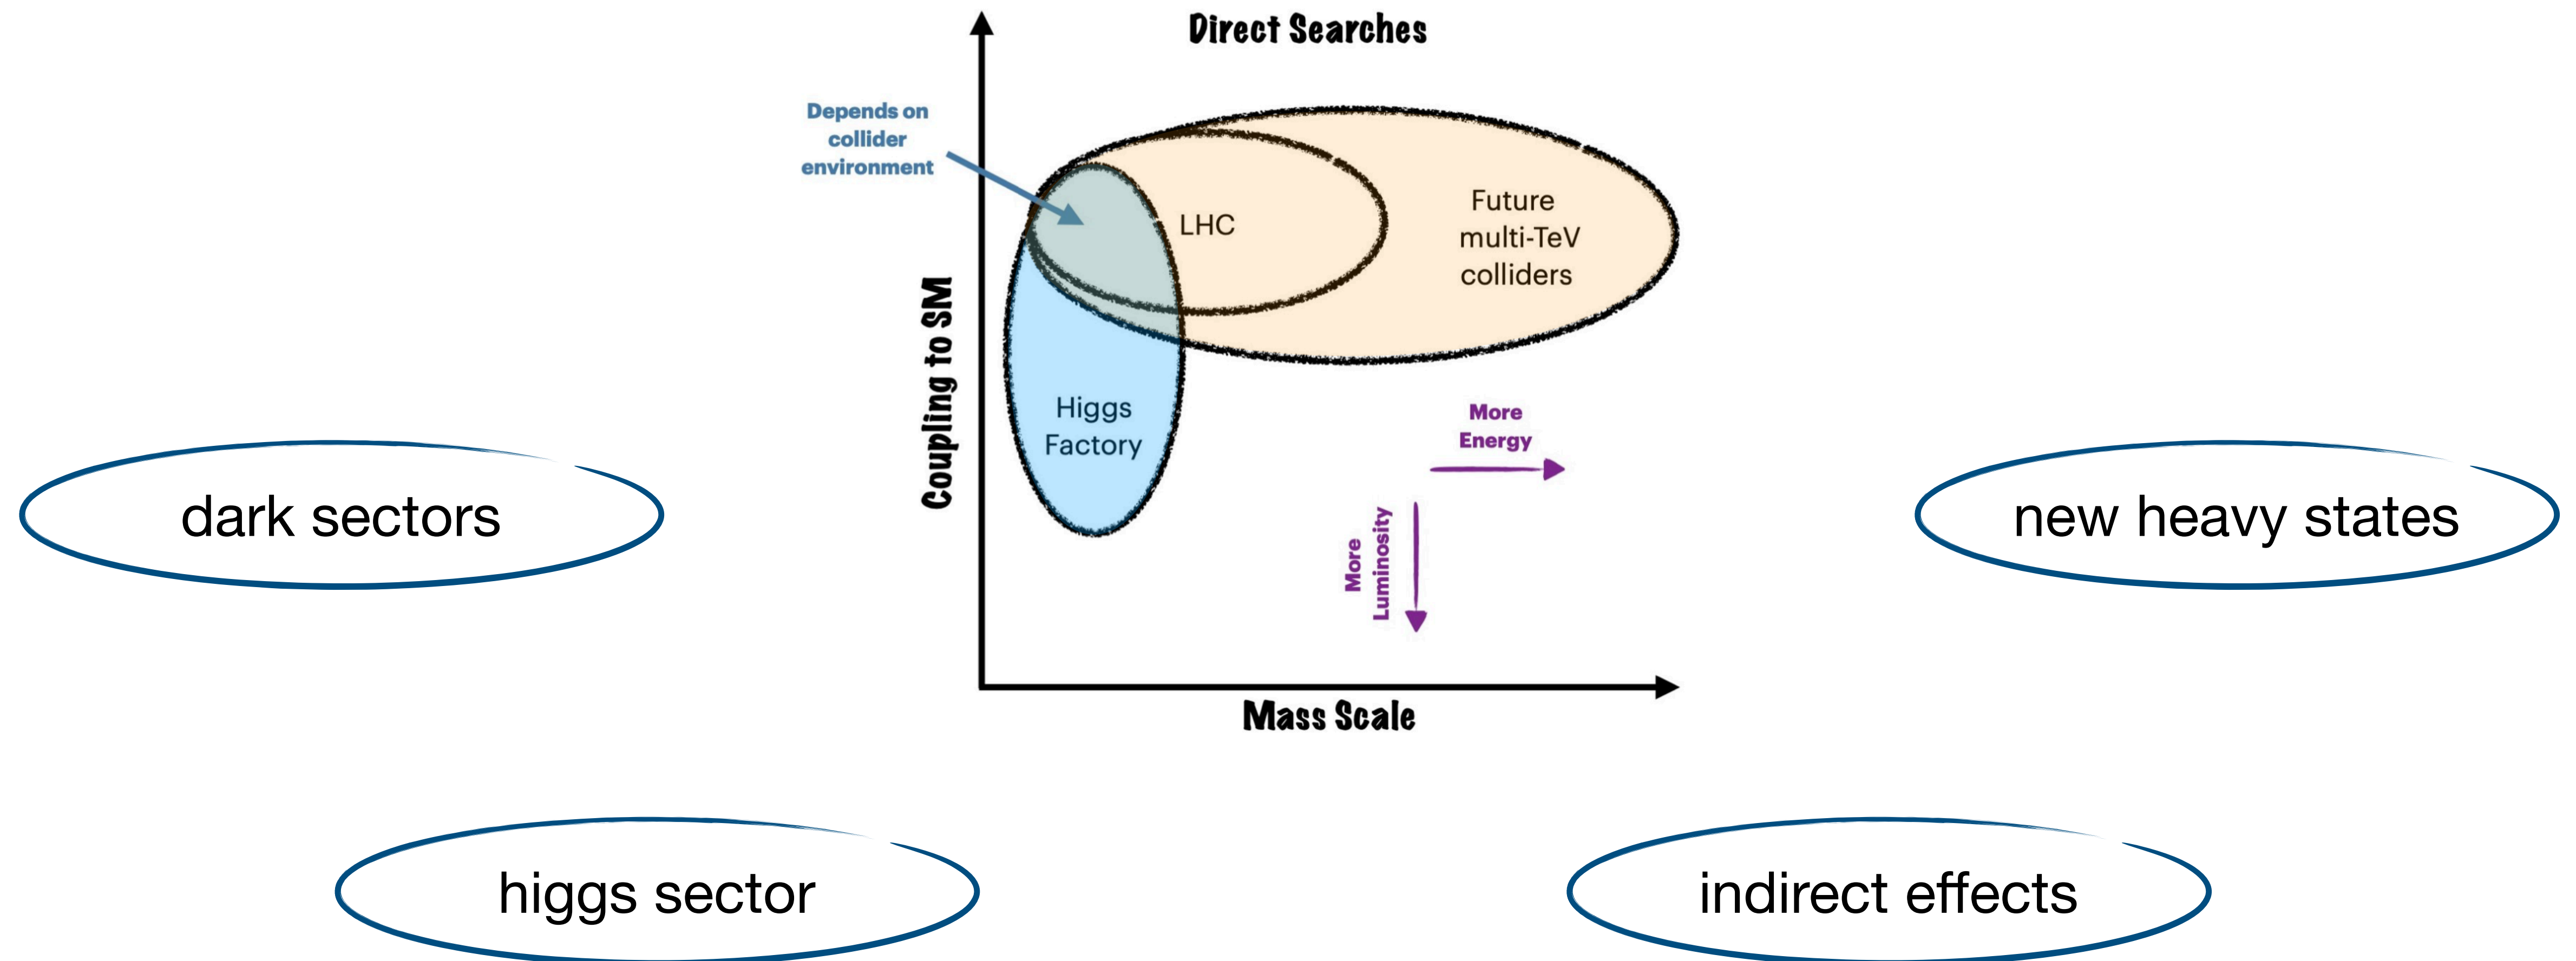 Direct Searches
Depends on
collider
environment
LHC
Future
multi-TeV
colliders
Coupling to SM
Higgs
Factory
More
Energy
More
Luminosity
Mass Scale
dark sectors
new heavy states
higgs sector
indirect effects